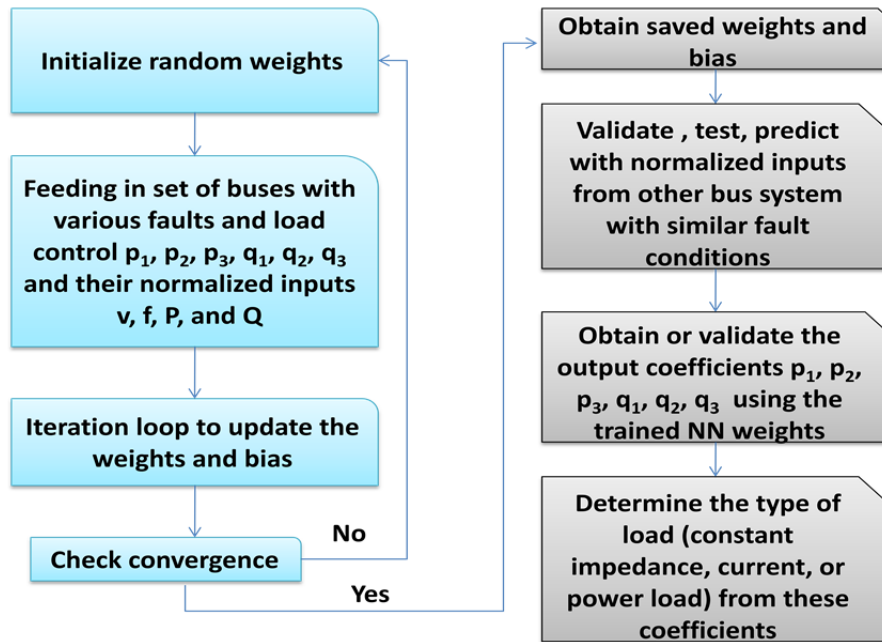 Initialize random weights
Feeding in set of buses with
various faults and load
control p₁, p₂, p₃, q₁, q₂, q₃
and their normalized inputs
v, f, P, and Q
Iteration loop to update the
weights and bias
Check convergence
No
Yes
Obtain saved weights and
bias
Validate , test, predict
with normalized inputs
from other bus system
with similar fault
conditions
Obtain or validate the
output coefficients p₁, p₂,
p₃, q₁, q₂, q₃ using the
trained NN weights
Determine the type of
load (constant
impedance, current, or
power load) from these
coefficients